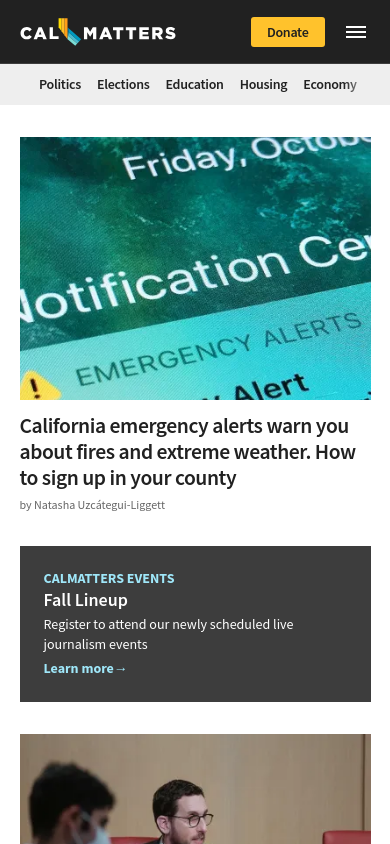 CALMATTERS
Donate
Politics Elections Education Housing Economy
Friday, Octob
Notification Ce
EMERGENCY ALERTS
Alert
California emergency alerts warn you
about fires and extreme weather. How
to sign up in your county
by Natasha Uzcátegui-Liggett
CALMATTERS EVENTS
Fall Lineup
Register to attend our newly scheduled live
journalism events
Learn more→